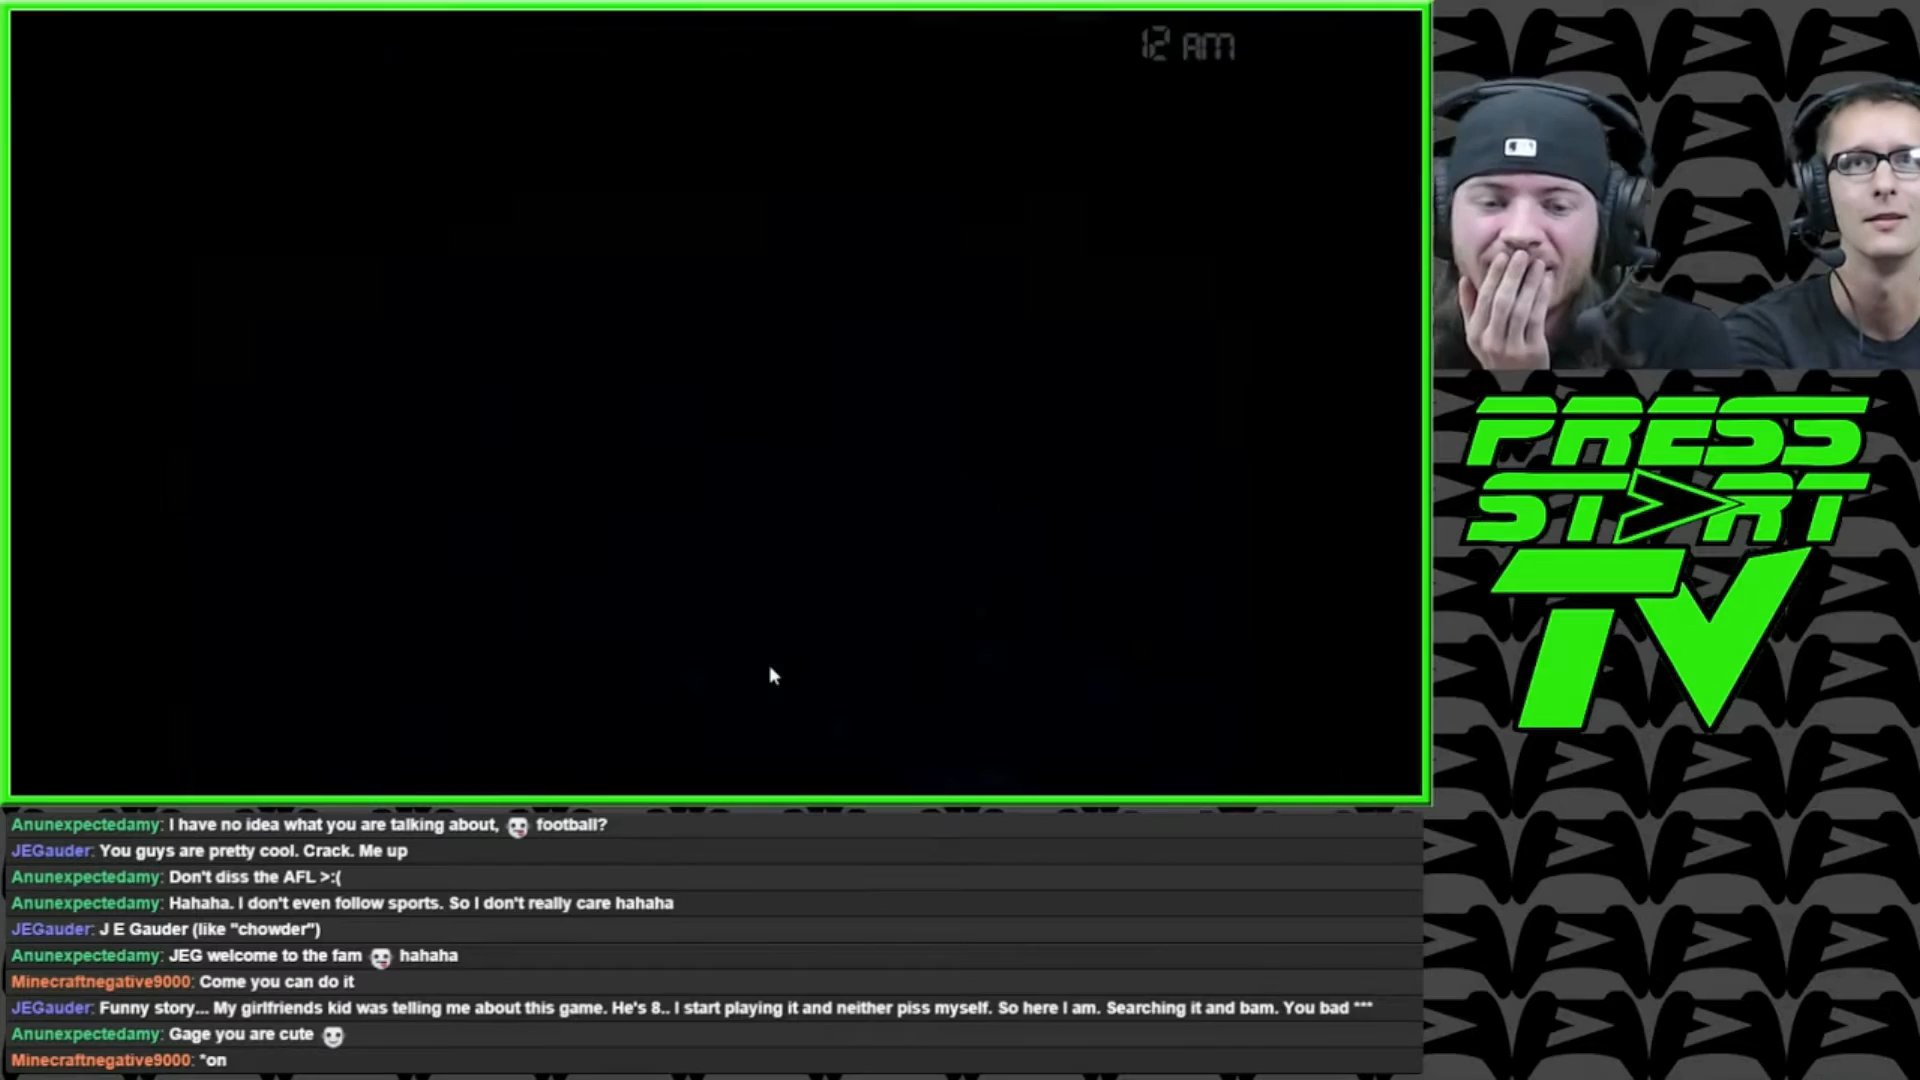 12 AM
PRESS
START
TV
Anunexpectedamy: I have no idea what you are talking about, football?
JEGauder: You guys are pretty cool. Crack. Me up
Anunexpectedamy: Don't diss the AFL >:(
Anunexpectedamy: Hahaha. I don't even follow sports. So I don't really care hahaha
JEGauder: J E Gauder (like "chowder")
Anunexpectedamy: JEG welcome to the fam hahaha
Minecraftnegative9000: Come you can do it
JEGauder: Funny story... My girlfriends kid was telling me about this game. He's 8.. I start playing it and neither piss myself. So here I am. Searching it and bam. You bad ***
Anunexpectedamy: Gage you are cute
Minecraftnegative9000: *on